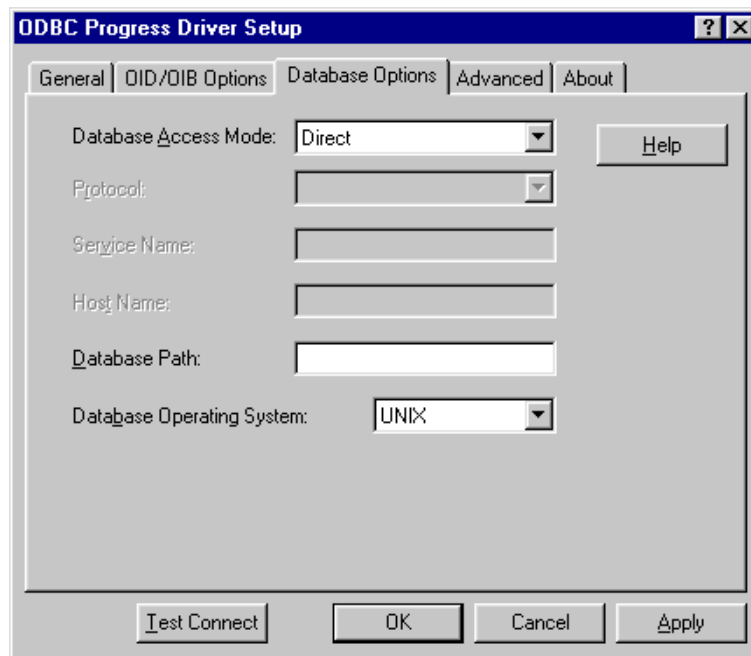 ODBC Progress Driver Setup
General OID/OIB Options Database Options Advanced About
Database Access Mode: Direct Help
Protocol:
Service Name:
Host Name:
Database Path:
Database Operating System: UNIX
Test Connect OK Cancel Apply